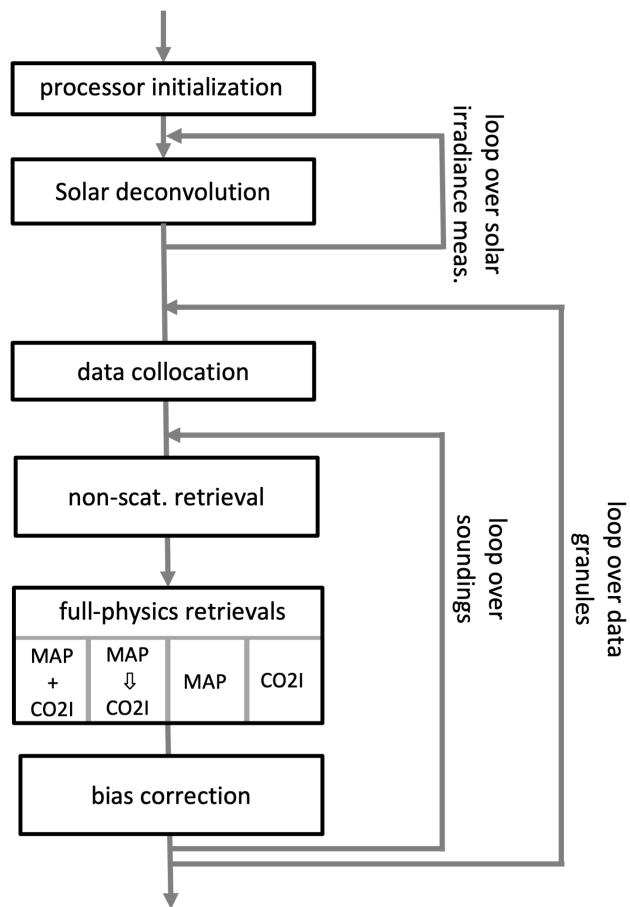 processor initialization
loop over solar
irradiance meas.
Solar deconvolution
data collocation
non-scat. retrieval
loop over
soundings
loop over data
granules
full-physics retrievals
MAP
+
CO2I
MAP
⇩
CO2I
MAP
CO2I
bias correction